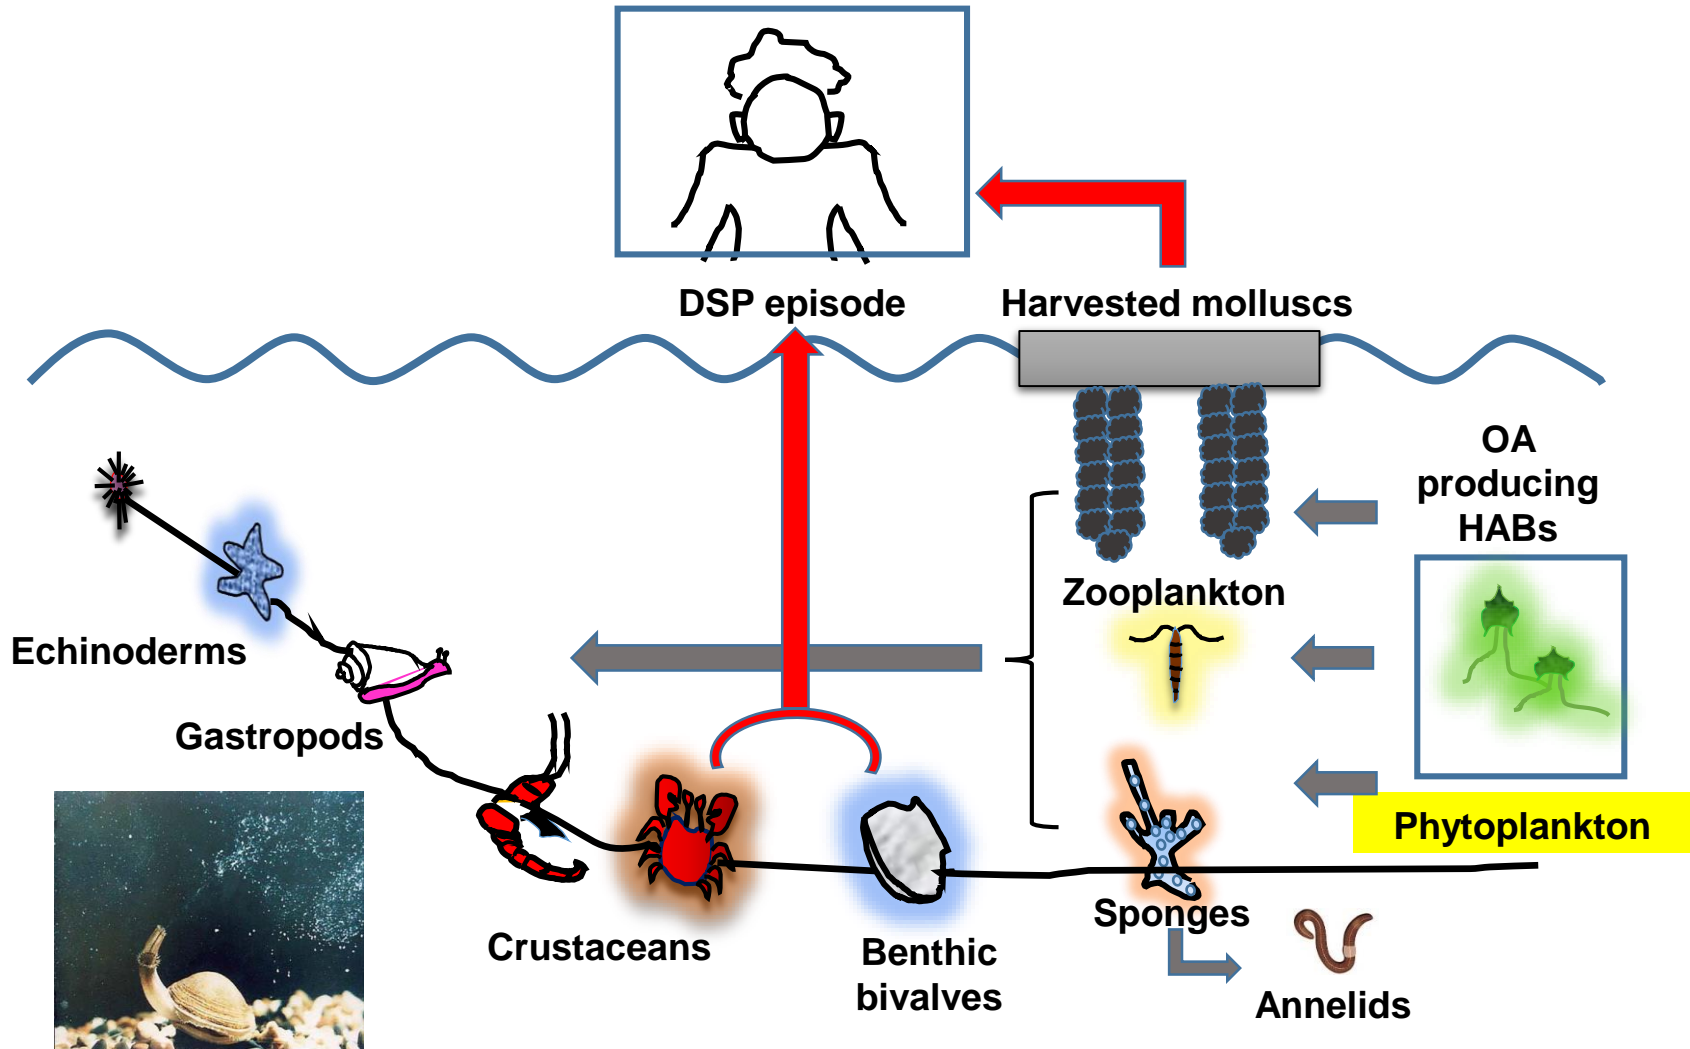 DSP episode
Harvested molluscs
OA
producing
HABs
Zooplankton
Echinoderms
Gastropods
Phytoplankton
Crustaceans
Benthic
bivalves
Sponges
Annelids